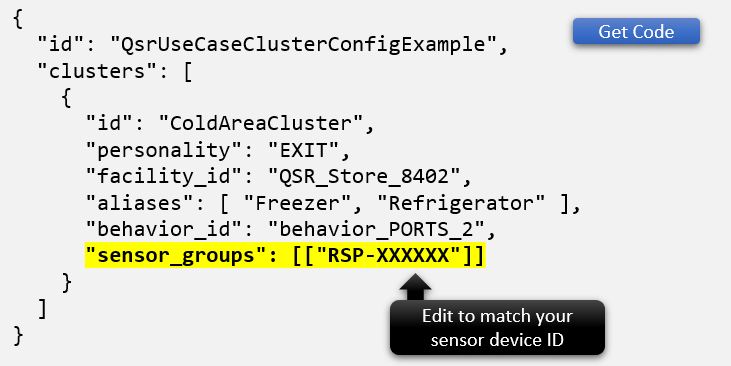 {
"id": "QsrUseCaseClusterConfigExample",
Get Code
"clusters": [
{
"id": "ColdAreaCluster",
"personality": "EXIT",
"facility_id": "QSR_Store_8402",
"aliases": [ "Freezer", "Refrigerator" ],
"behavior_id": "behavior_PORTS_2",
"sensor_groups": [["RSP-XXXXXX"]]
}
]
}
Edit to match your
sensor device ID